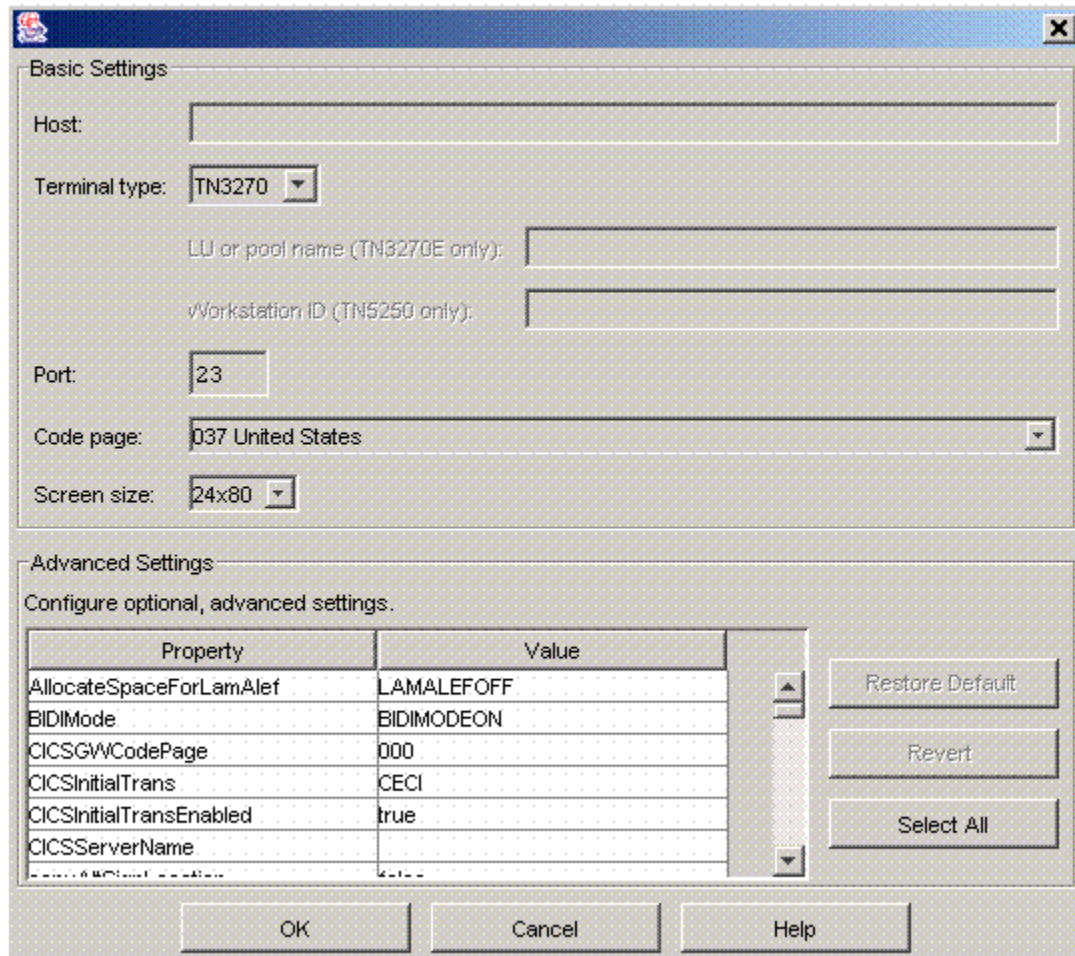 Basic Settings
Host:
Terminal type: TN3270
LU or pool name (TN3270E only):
Workstation ID (TN5250 only):
Port: 23
Code page: 037 United States
Screen size: 24x80
Advanced Settings
Configure optional, advanced settings.
Property Value
AllocateSpaceForLamAlef LAMALEFOFF
BIDIMode BIDIMODEON
CICSGWCodePage 000
CICSInitialTrans CECI
CICSInitialTransEnabled true
CICSServerName
Restore Default
Revert
Select All
OK Cancel Help